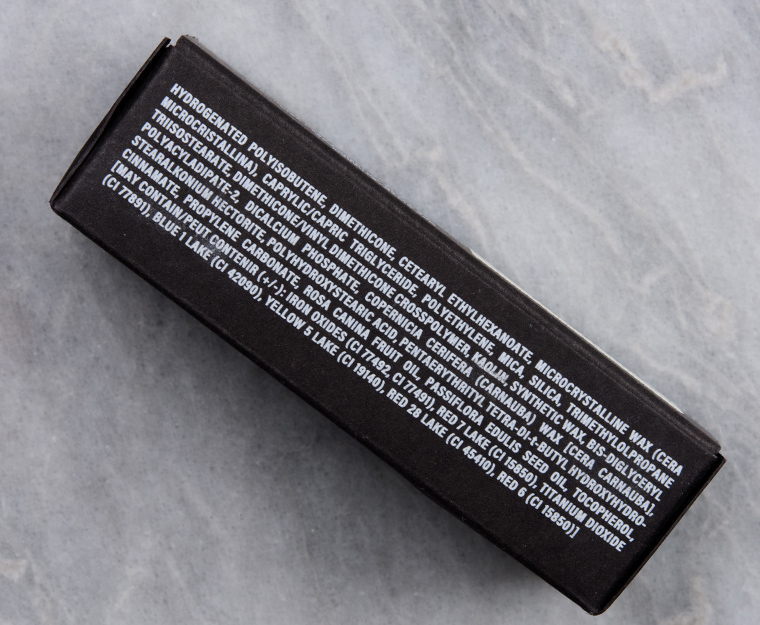 HYDROGENATED POLYISOBUTENE, DIMETHICONE, CETEARYL ETHYLHEXANOATE, MICROCRYSTALLINE WAX (CERA
MICROCRISTALLINA), CAPRYLIC/CAPRIC TRIGLYCERIDE, POLYETHYLENE, MICA, SILICA, TRIMETHYLOLPROPANE
TRIISOSTEARATE, DIMETHICONE/VINYL DIMETHICONE CROSSPOLYMER, KAOLIN, SYNTHETIC WAX, BIS-DIGLYCERYL
POLYACYLADIPATE-2, DICALCIUM PHOSPHATE, COPERNICIA CERIFERA (CARNAUBA) WAX [CERA CARNAUBA],
STEARALKONIUM HECTORITE, POLYHYDROXYSTEARIC ACID, PENTAERYTHRITYL TETRA-DI-t-BUTYL HYDROXYHYDRO-
CINNAMATE, PROPYLENE CARBONATE, ROSA CANINA FRUIT OIL, PASSIFLORA EDULIS SEED OIL, TOCOPHEROL,
[MAY CONTAIN/PEUT CONTENIR (+/-): IRON OXIDES (CI 77492, CI 77491), RED 7 LAKE (CI 15850), TITANIUM DIOXIDE
(CI 77891), BLUE 1 LAKE (CI 42090), YELLOW 5 LAKE (CI 19140), RED 28 LAKE (CI 45410), RED 6 (CI 15850)]